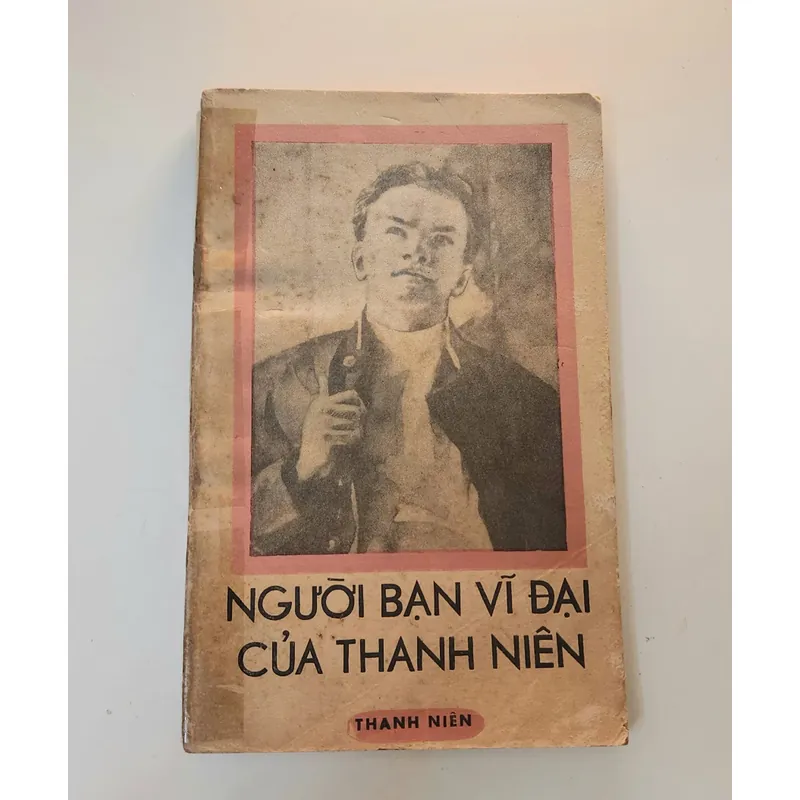 NGƯỜI BẠN VĨ ĐẠI
CỦA THANH NIÊN
THANH NIÊN